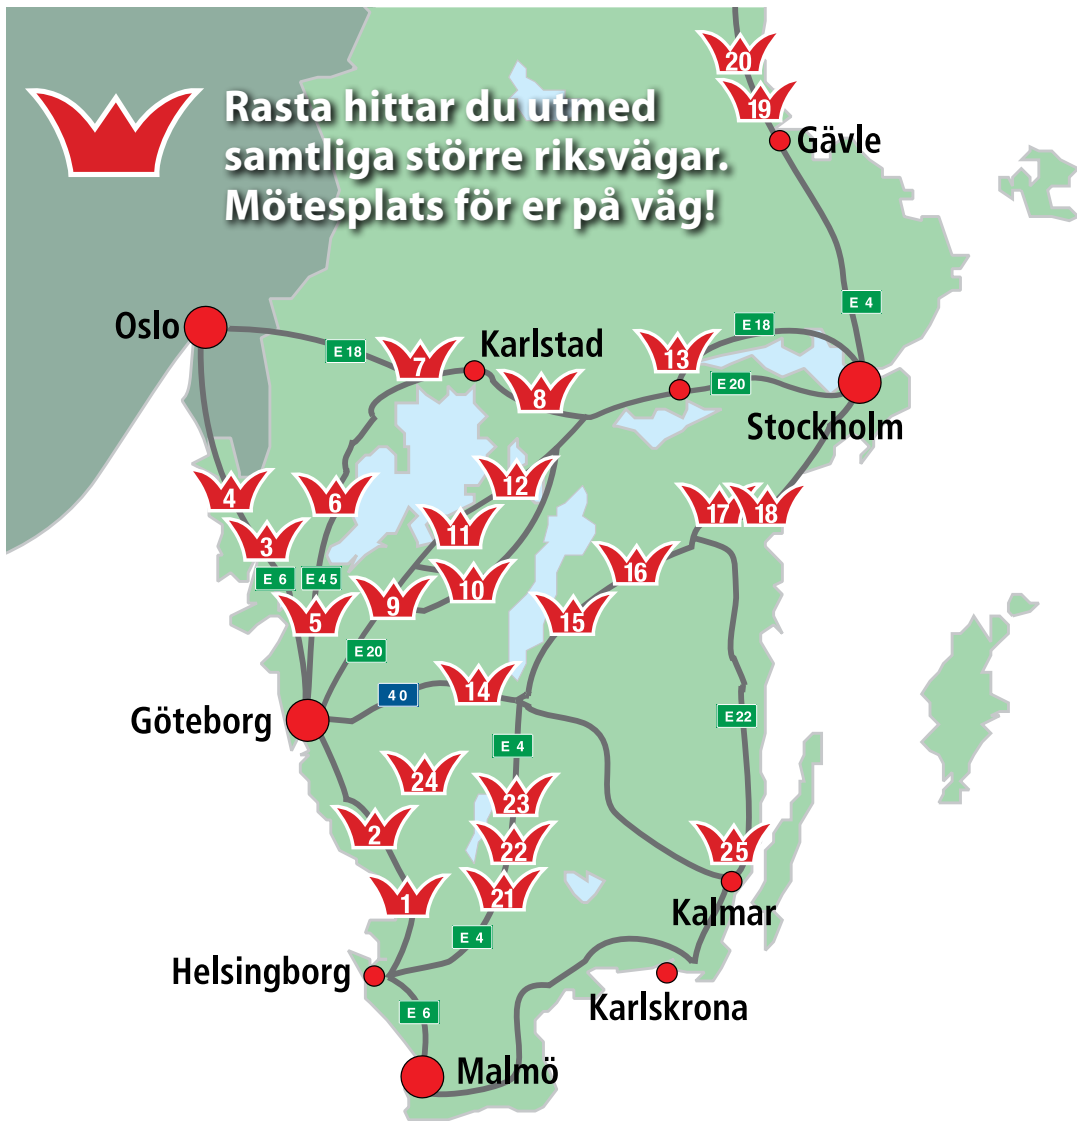 20
19
Rasta hittar du utmed
samtliga större riksvägar.
Mötesplats för er på väg!
Gävle
E 4
Oslo
E 18
E 18
7
Karlstad
13
8
E 20
Stockholm
4
6
12
17
18
3
11
16
E 6
E 45
10
9
5
15
E 20
14
40
Göteborg
E 22
E 4
24
23
2
22
25
21
1
Kalmar
E 4
Helsingborg
Karlskrona
E 6
Malmö